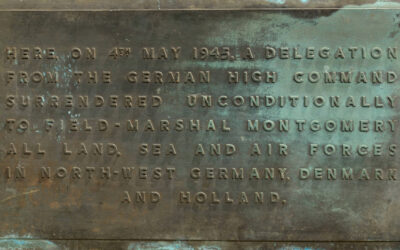 HERE, ON 4TH MAY 1945, A DELEGATION
FROM THE GERMAN HIGH COMMAND
SURRENDERED UNCONDITIONALLY
TO FIELD-MARSHAL MONTGOMERY
ALL LAND, SEA AND AIR FORCES
IN NORTH-WEST GERMANY, DENMARK
AND HOLLAND.